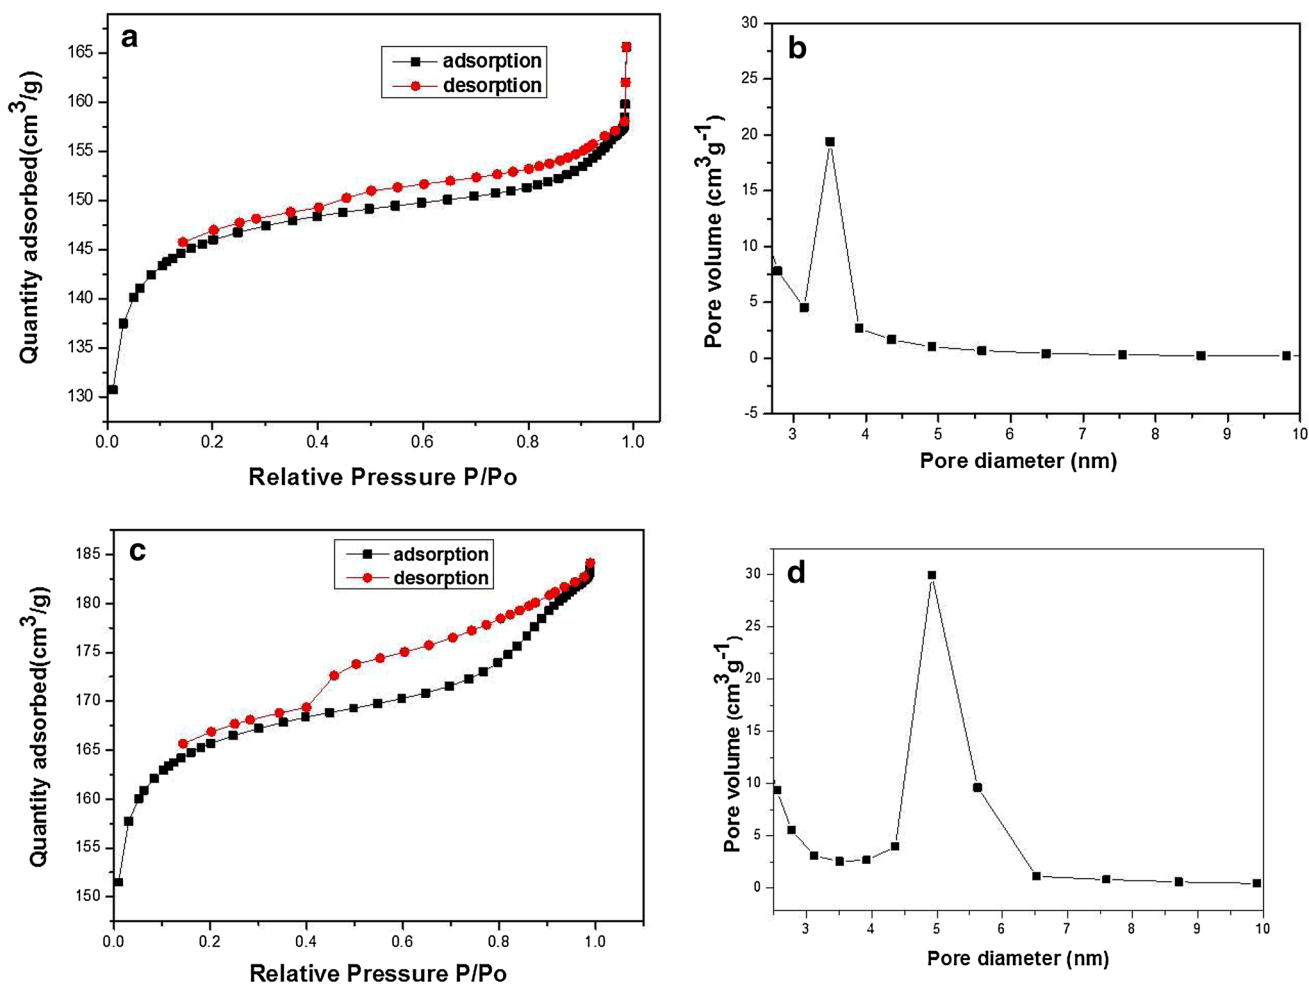 a
adsorption
desorption
Quantity adsorbed(cm³/g)
165
160
155
150
145
140
135
130
0.0 0.2 0.4 0.6 0.8 1.0
Relative Pressure P/Po
b
Pore volume (cm³g⁻¹)
30
25
20
15
10
5
0
-5
3 4 5 6 7 8 9 10
Pore diameter (nm)
c
adsorption
desorption
Quantity adsorbed(cm³/g)
185
180
175
170
165
160
155
150
0.0 0.2 0.4 0.6 0.8 1.0
Relative Pressure P/Po
d
Pore volume (cm³g⁻¹)
30
25
20
15
10
5
0
3 4 5 6 7 8 9 10
Pore diameter (nm)